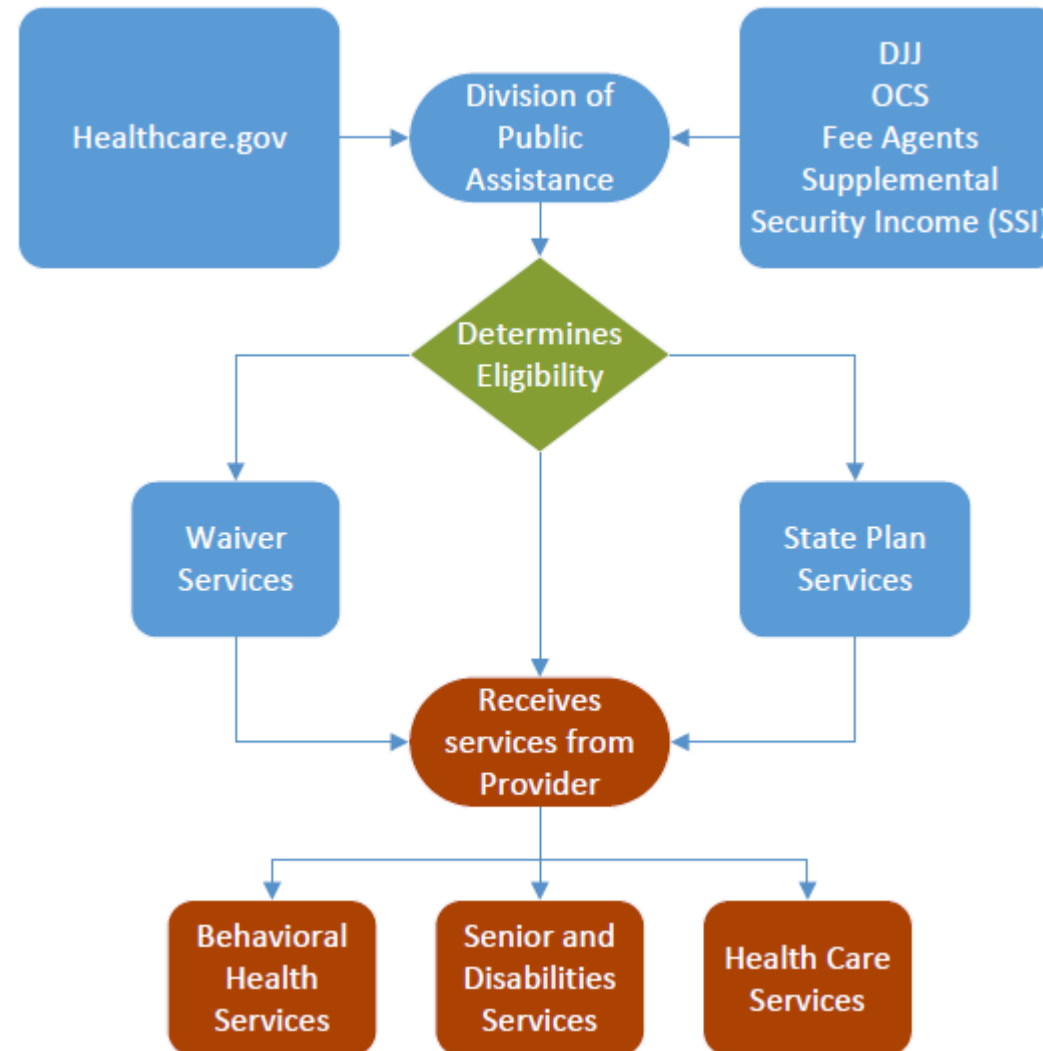 Healthcare.gov
Division of
Public
Assistance
DJJ
OCS
Fee Agents
Supplemental
Security Income (SSI)
Determines
Eligibility
Waiver
Services
State Plan
Services
Receives
services from
Provider
Behavioral
Health
Services
Senior and
Disabilities
Services
Health Care
Services